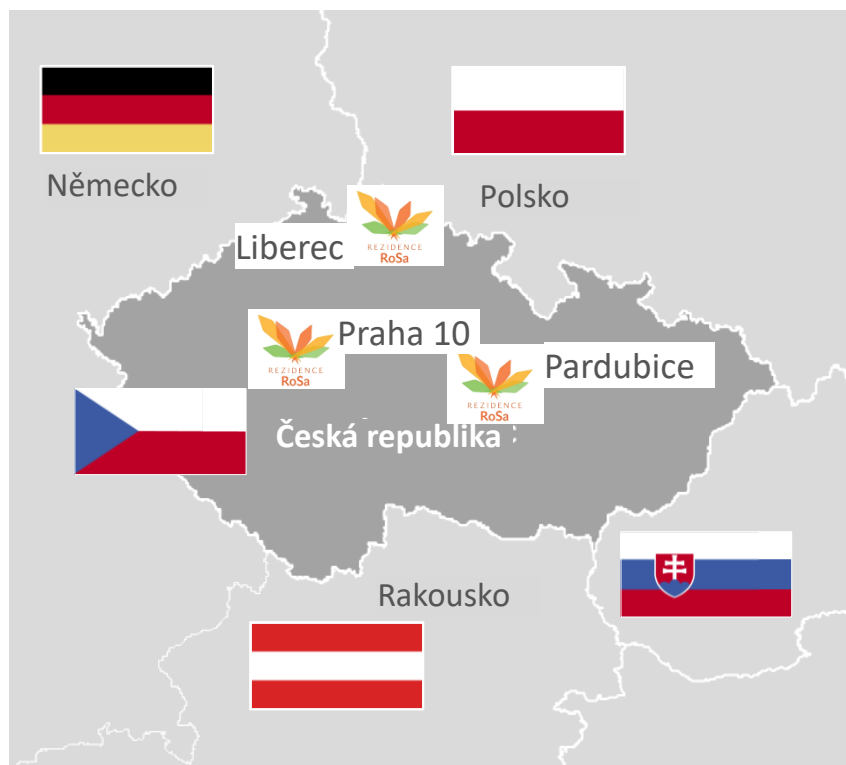 Německo
Polsko
Liberec
REZIDENCE
RoSa
Praha 10
REZIDENCE
RoSa
Pardubice
REZIDENCE
RoSa
Česká republika
Rakousko